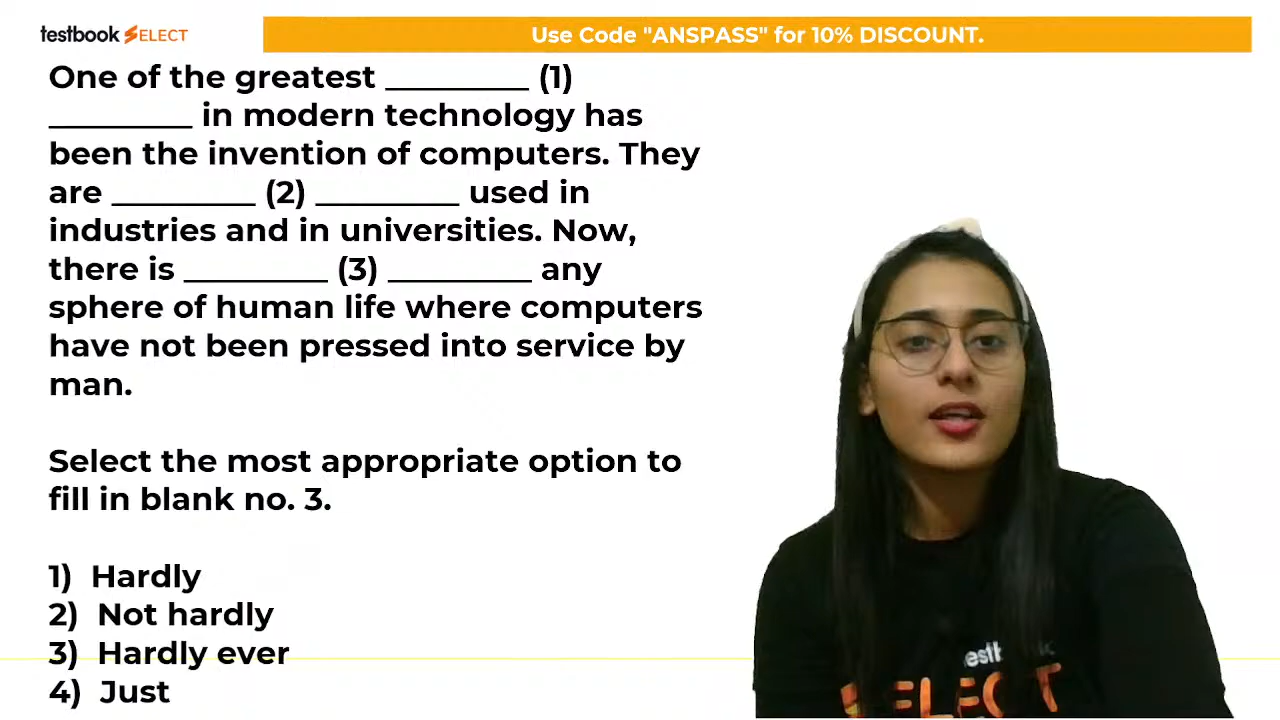 testbook SELECT
Use Code "ANSPASS" for 10% DISCOUNT.
One of the greatest _________ (1)
_________ in modern technology has
been the invention of computers. They
are _________ (2) _________ used in
industries and in universities. Now,
there is _________ (3) _________ any
sphere of human life where computers
have not been pressed into service by
man.
Select the most appropriate option to
fill in blank no. 3.
1) Hardly
2) Not hardly
3) Hardly ever
4) Just
SELECT